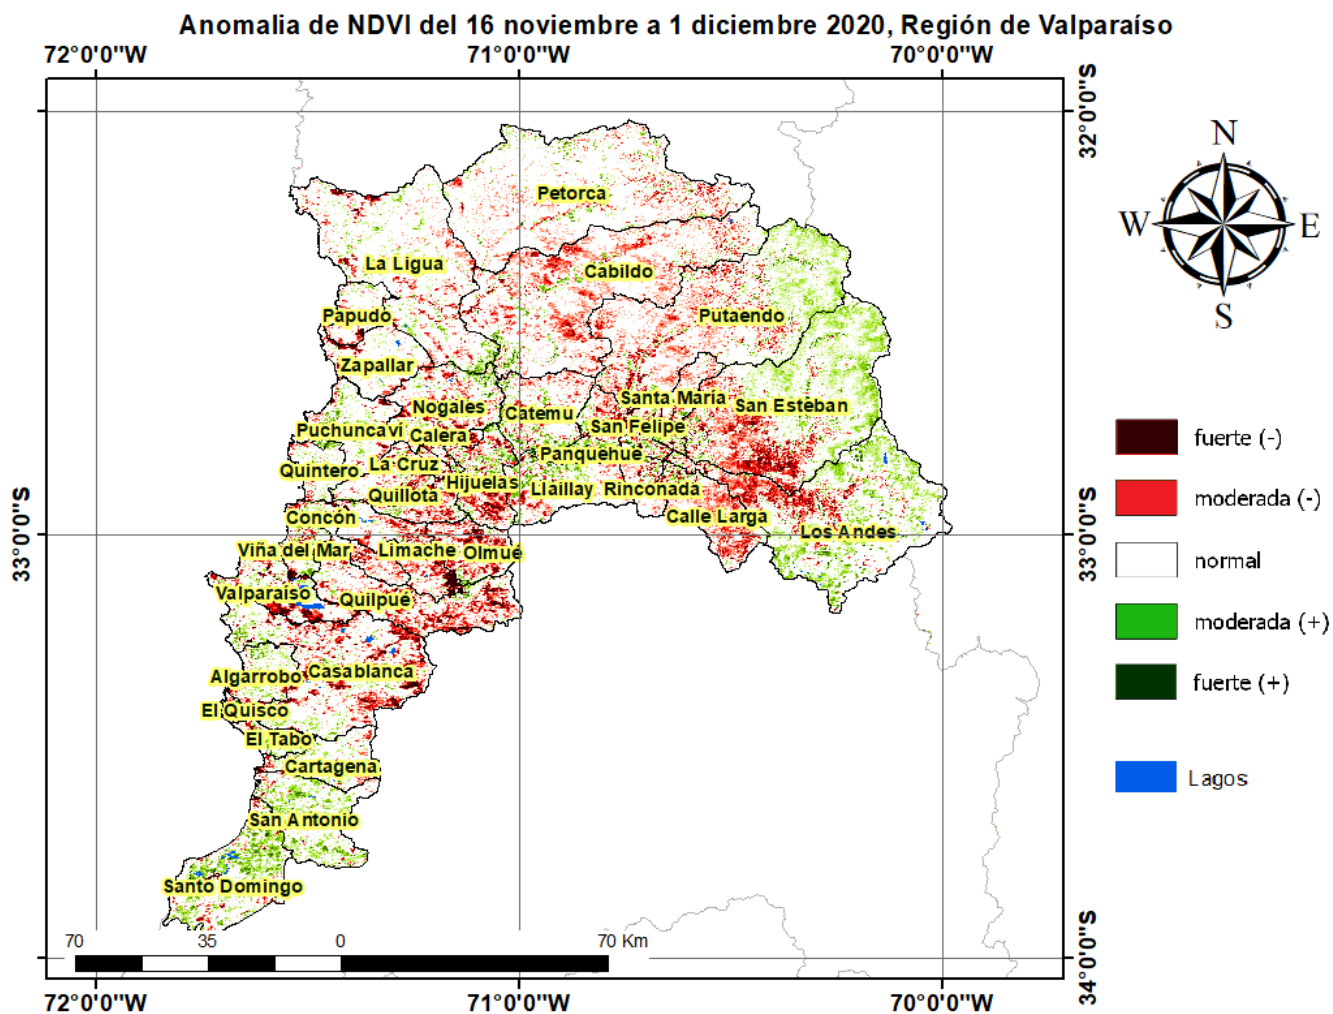 Anomalia de NDVI del 16 noviembre a 1 diciembre 2020, Región de Valparaíso
72°0'0"W 71°0'0"W 70°0'0"W
32°0'0"S
N
W E
S
Petorca
La Ligua
Cabildo
Papudo
Putaendo
Zapallar
Santa María
Nogales
Catemu
San Esteban
Puchuncaví
Calera
San Felipe
Panquehue
La Cruz
Quintero
Hijuelas
Quillota
Llaillay
Rinconada
Concón
Calle Larga
Los Andes
33°0'0"S
33°0'0"S
Viña del Mar
Limache
Olmué
Valparaíso
Quilpué
Algarrobo
Casablanca
El Quisco
El Tabo
Cartagena
San Antonio
Santo Domingo
fuerte (-)
moderada (-)
normal
moderada (+)
fuerte (+)
Lagos
70 35 0 70 Km
34°0'0"S
72°0'0"W 71°0'0"W 70°0'0"W